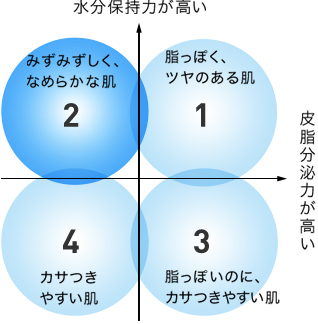 水分保持力が高い
みずみずしく、
なめらかな肌
2
脂っぽく、
ツヤのある肌
1
皮脂分泌力が高い
4
カサつき
やすい肌
3
脂っぽいのに、
カサつきやすい肌